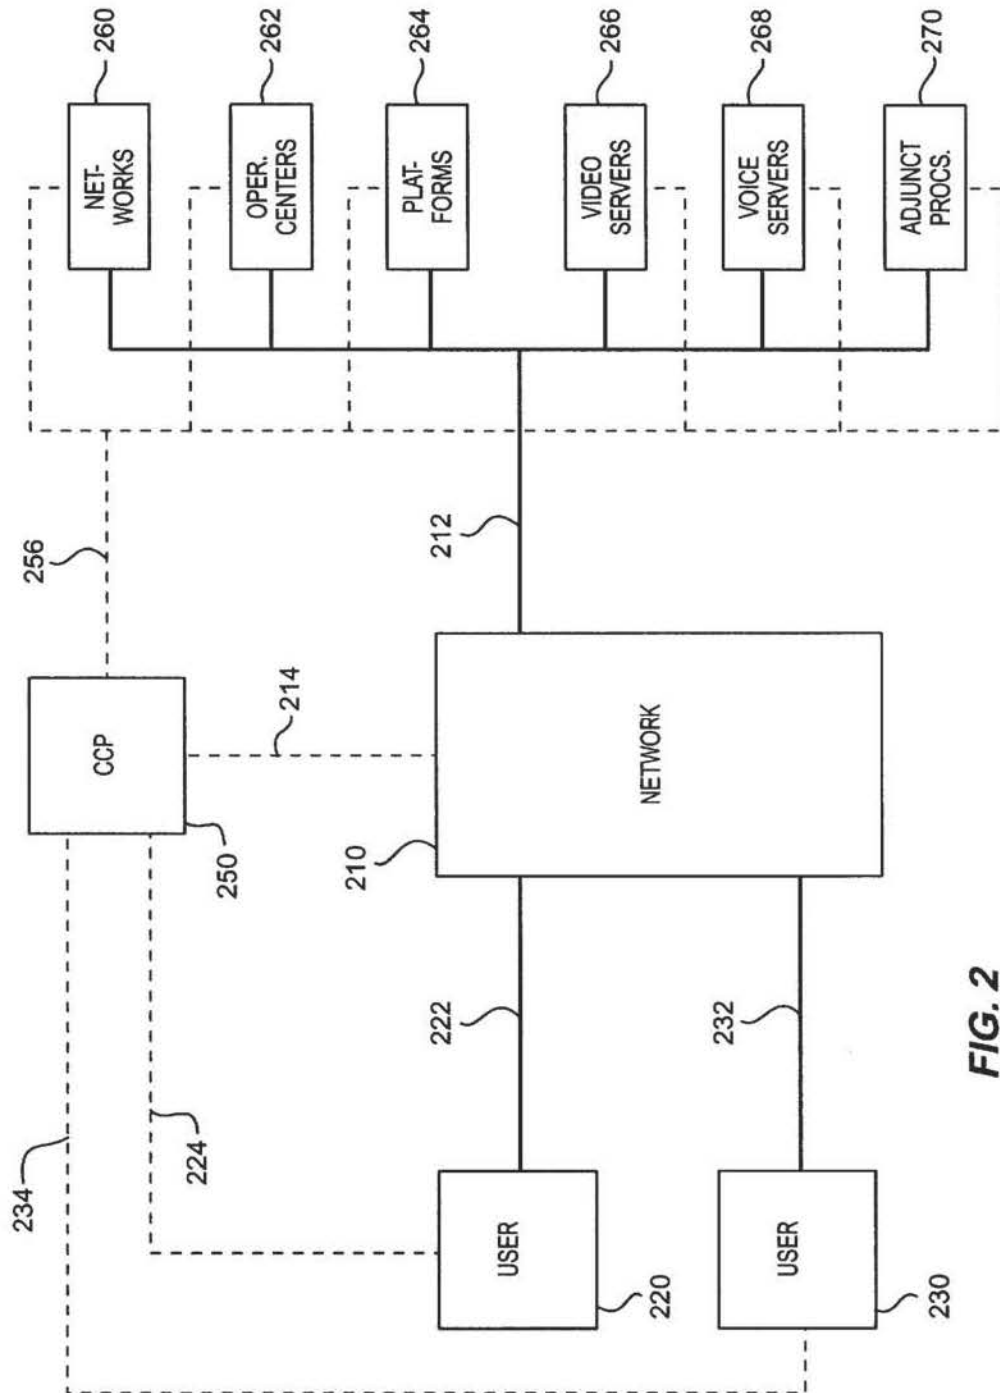 234
224
CCP
250
214
256
260
NET-
WORKS
262
OPER.
CENTERS
264
PLAT-
FORMS
266
VIDEO
SERVERS
268
VOICE
SERVERS
270
ADJUNCT
PROCS.
212
210
NETWORK
222
232
USER
220
USER
230
FIG. 2